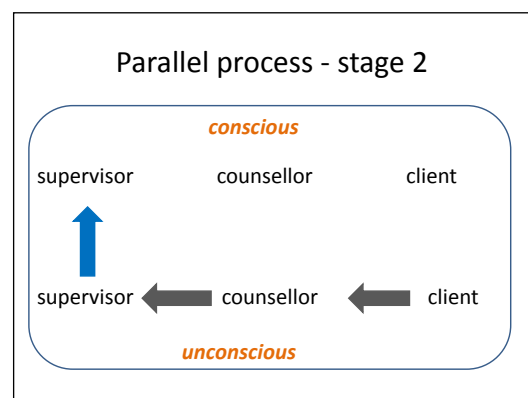 Parallel process - stage 2
conscious
supervisor counsellor client
supervisor counsellor client
unconscious